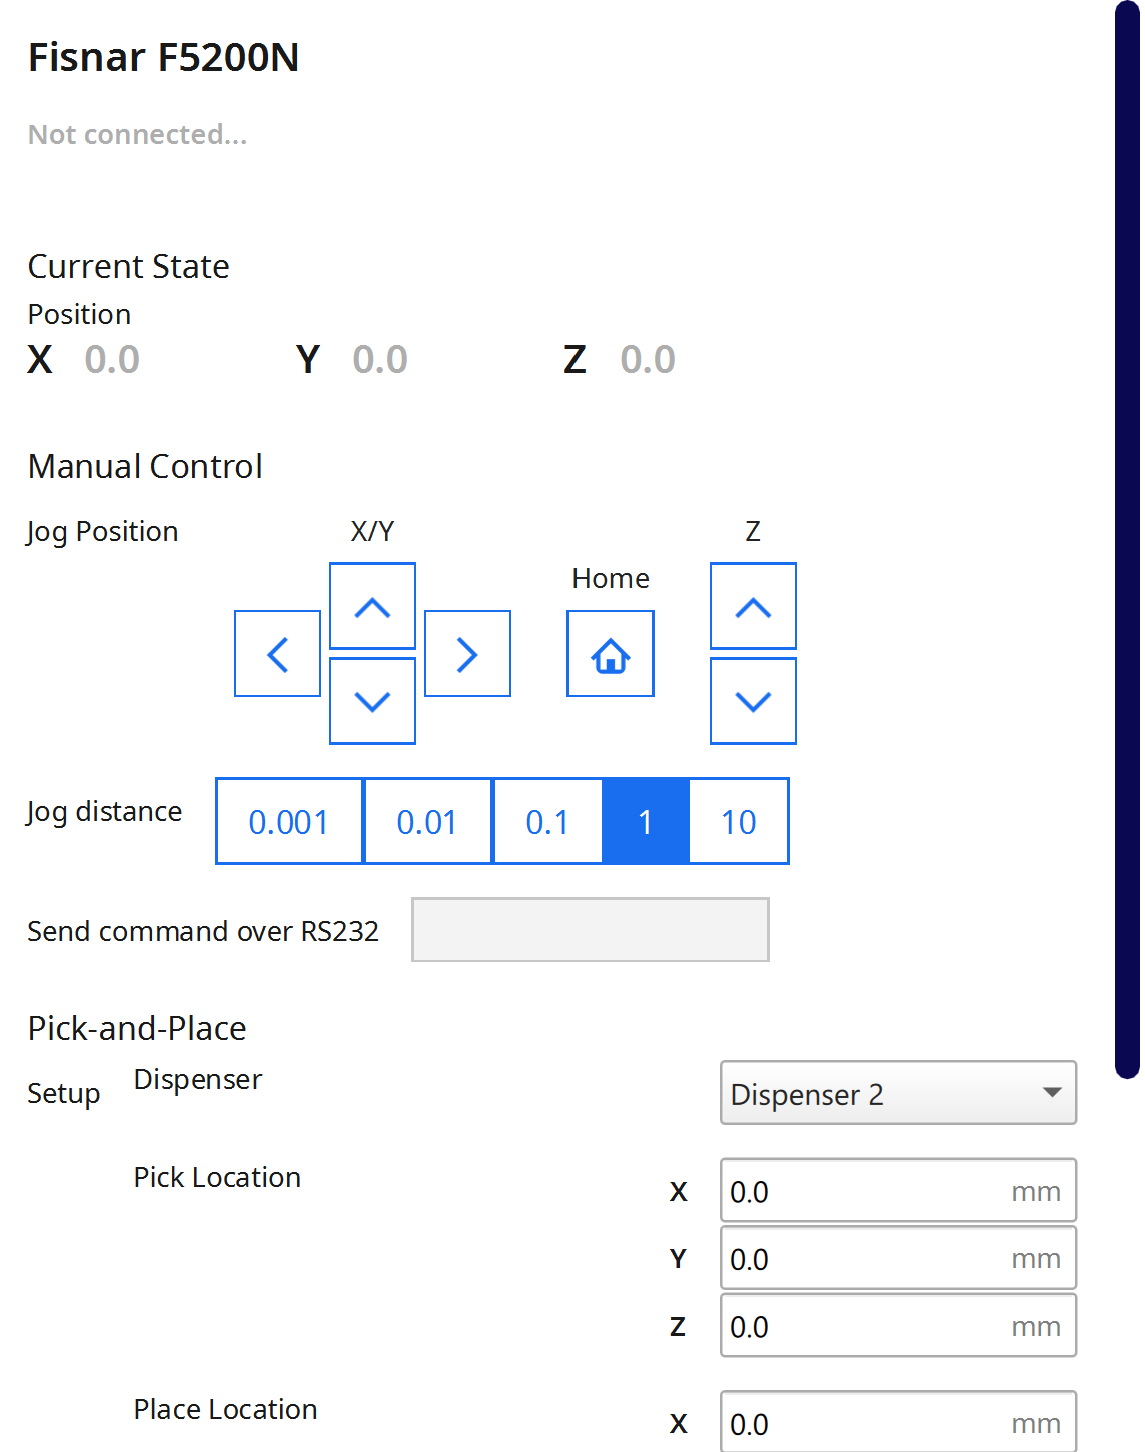 Fisnar F5200N
Not connected...
Current State
Position
X 0.0 Y 0.0 Z 0.0
Manual Control
Jog Position X/Y Z
Home
Jog distance 0.001 0.01 0.1 1 10
Send command over RS232
Pick-and-Place
Setup Dispenser Dispenser 2
Pick Location X 0.0 mm
Y 0.0 mm
Z 0.0 mm
Place Location X 0.0 mm